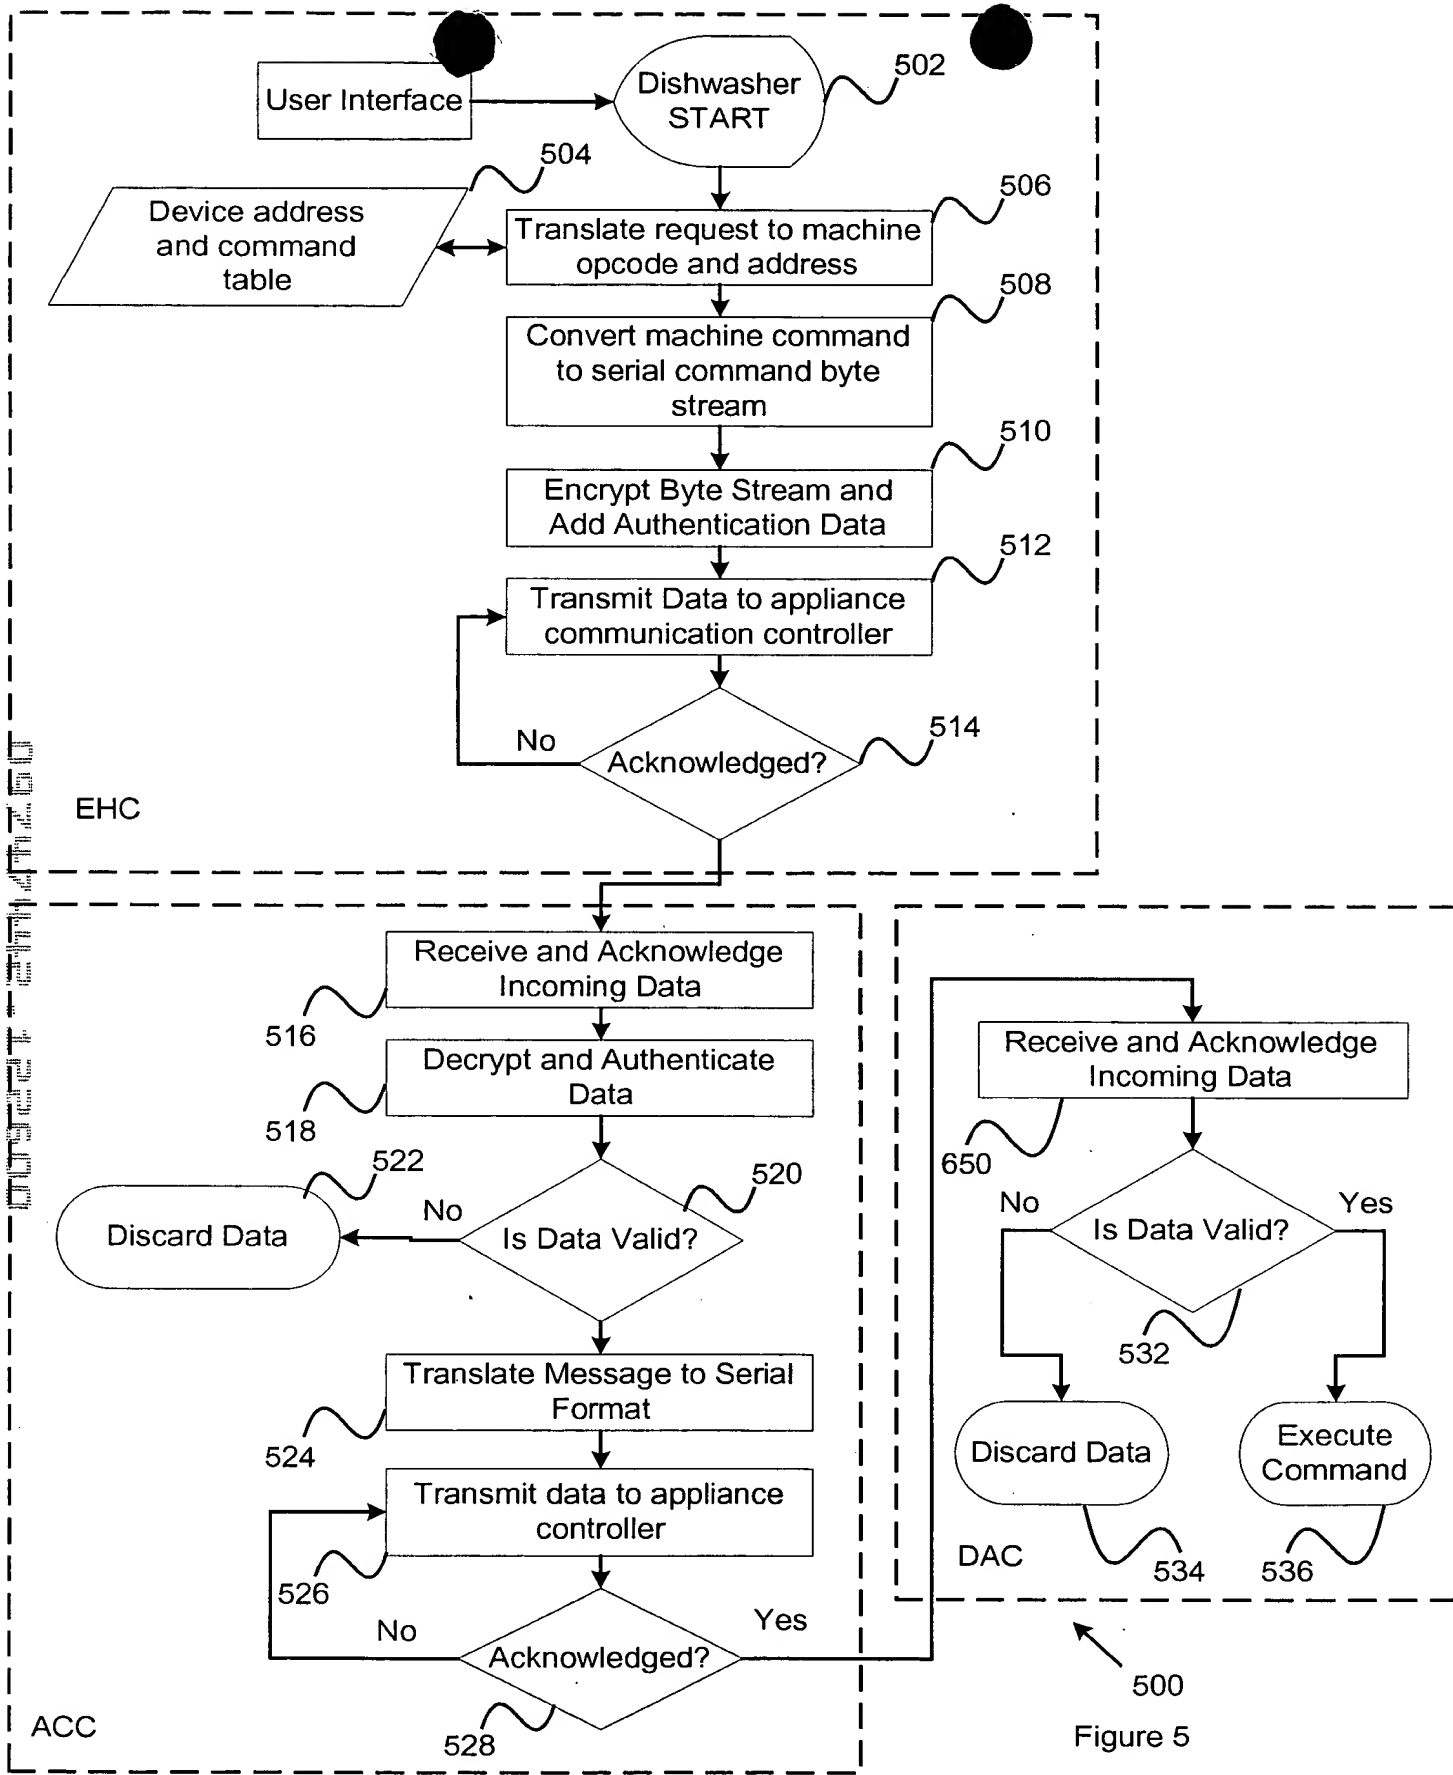 User Interface
Dishwasher
START
502
504
Device address
and command
table
506
Translate request to machine
opcode and address
508
Convert machine command
to serial command byte
stream
510
Encrypt Byte Stream and
Add Authentication Data
512
Transmit Data to appliance
communication controller
514
No
Acknowledged?
EHC
Receive and Acknowledge
Incoming Data
516
Decrypt and Authenticate
Data
518
522
520
No
Discard Data
Is Data Valid?
Translate Message to Serial
Format
524
Transmit data to appliance
controller
526
No
Yes
Acknowledged?
528
ACC
Receive and Acknowledge
Incoming Data
650
No
Yes
Is Data Valid?
532
Discard Data
Execute
Command
DAC
534
536
500
Figure 5